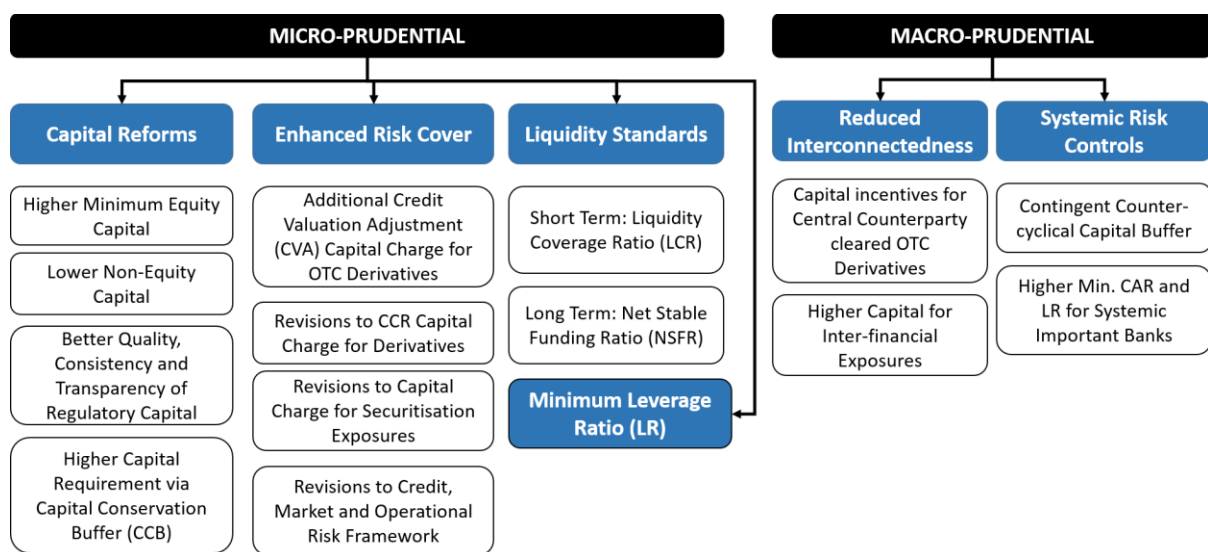 MICRO-PRUDENTIAL
MACRO-PRUDENTIAL
Capital Reforms
Higher Minimum Equity
Capital
Lower Non-Equity
Capital
Better Quality,
Consistency and
Transparency of
Regulatory Capital
Higher Capital
Requirement via
Capital Conservation
Buffer (CCB)
Enhanced Risk Cover
Additional Credit
Valuation Adjustment
(CVA) Capital Charge for
OTC Derivatives
Revisions to CCR Capital
Charge for Derivatives
Revisions to Capital
Charge for Securitisation
Exposures
Revisions to Credit,
Market and Operational
Risk Framework
Liquidity Standards
Short Term: Liquidity
Coverage Ratio (LCR)
Long Term: Net Stable
Funding Ratio (NSFR)
Minimum Leverage
Ratio (LR)
Reduced
Interconnectedness
Capital incentives for
Central Counterparty
cleared OTC
Derivatives
Higher Capital for
Inter-financial
Exposures
Systemic Risk
Controls
Contingent Counter-
cyclical Capital Buffer
Higher Min. CAR and
LR for Systemic
Important Banks